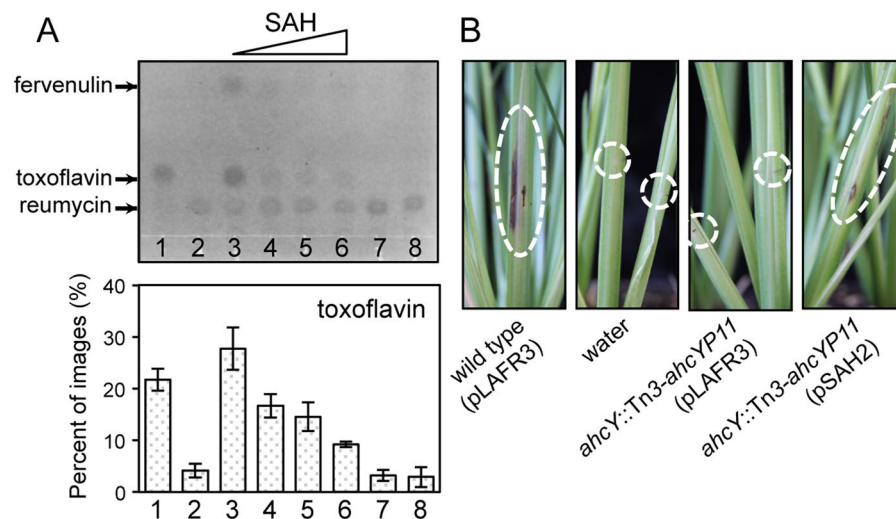 A
SAH
fervenulin
toxoflavin
reumycin
1 2 3 4 5 6 7 8
Percent of images (%)
40
30
20
10
0
toxoflavin
1 2 3 4 5 6 7 8
B
wild type
(pLAFR3)
water
ahcY::Tn3-ahcYP11
(pLAFR3)
ahcY::Tn3-ahcYP11
(pSAH2)